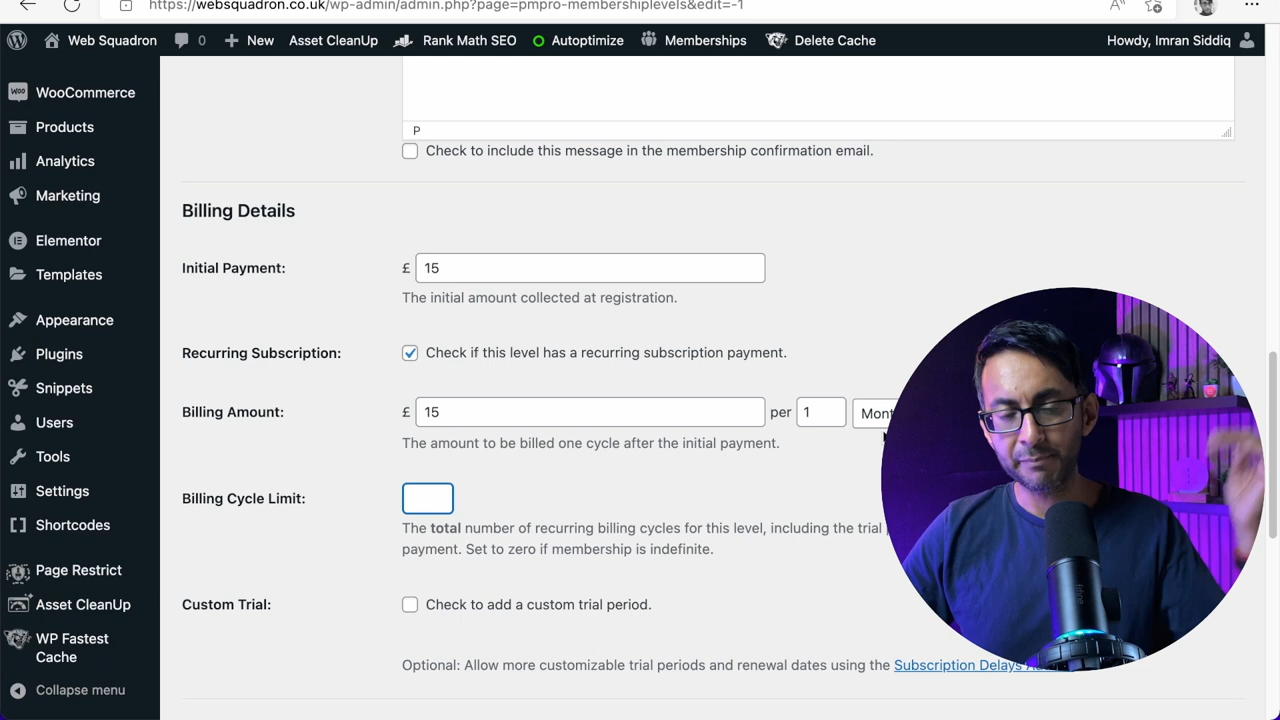 https://websquadron.co.uk/wp-admin/admin.php?page=pmpro-membershiplevels&edit=-1
Web Squadron 0 New Asset CleanUp Rank Math SEO Autoptimize Memberships Delete Cache Howdy, Imran Siddiq
WooCommerce
Products
Analytics
Marketing
Elementor
Templates
Appearance
Plugins
Snippets
Users
Tools
Settings
Shortcodes
Page Restrict
Asset CleanUp
WP Fastest
Cache
Collapse menu
P
Check to include this message in the membership confirmation email.
Billing Details
Initial Payment: £ 15
The initial amount collected at registration.
Recurring Subscription: Check if this level has a recurring subscription payment.
Billing Amount: £ 15 per 1 Mont
The amount to be billed one cycle after the initial payment.
Billing Cycle Limit:
The total number of recurring billing cycles for this level, including the trial
payment. Set to zero if membership is indefinite.
Custom Trial: Check to add a custom trial period.
Optional: Allow more customizable trial periods and renewal dates using the Subscription Delays